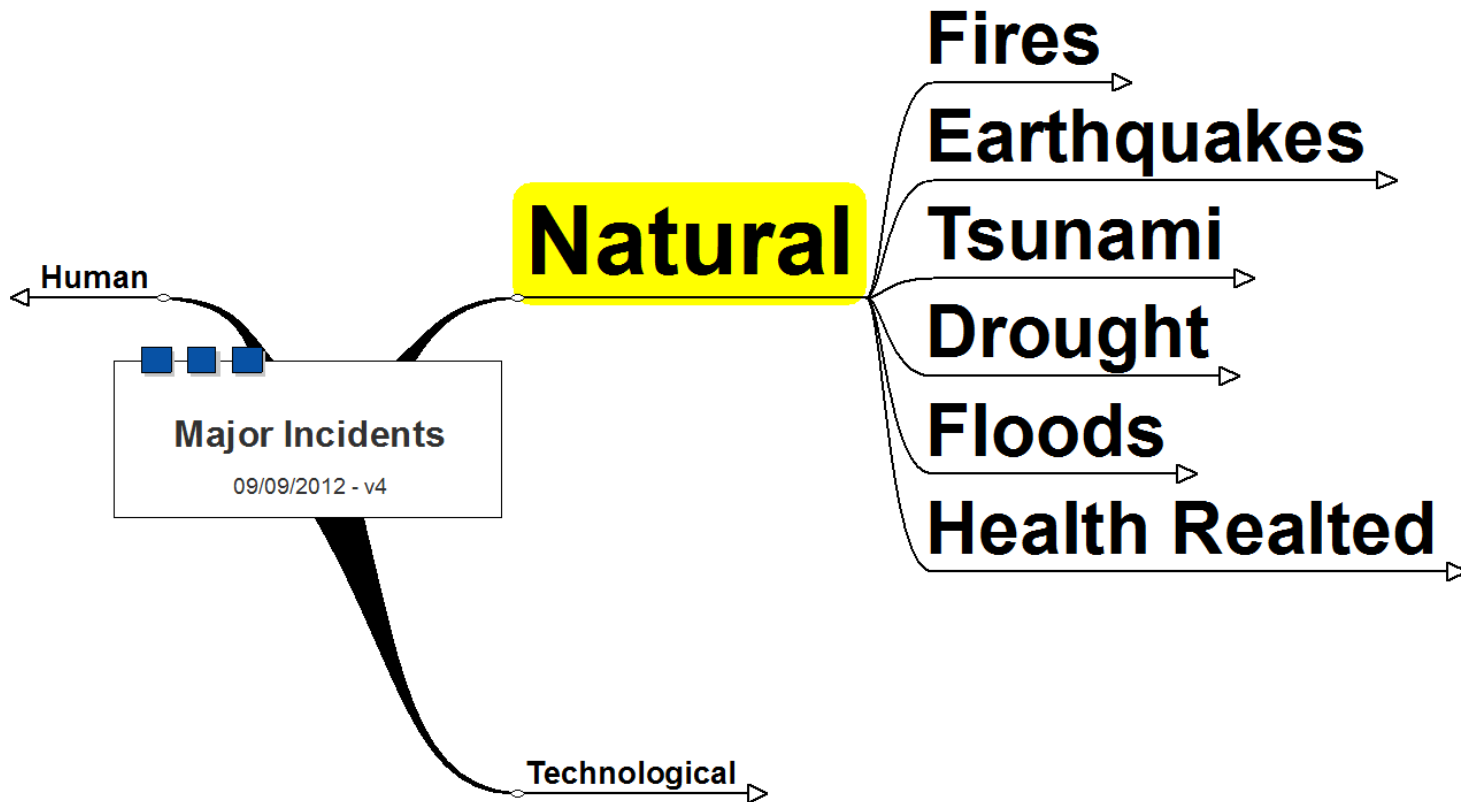 Fires
Earthquakes
Natural
Tsunami
Human
Drought
Major Incidents
Floods
09/09/2012 - v4
Health Realted
Technological